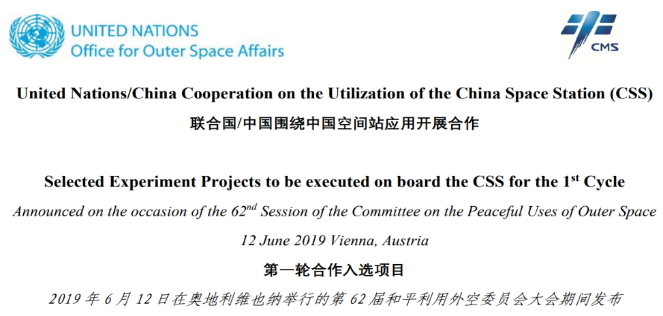 UNITED NATIONS
Office for Outer Space Affairs
CMS
United Nations/China Cooperation on the Utilization of the China Space Station (CSS)
联合国/中国围绕中国空间站应用开展合作
Selected Experiment Projects to be executed on board the CSS for the 1st Cycle
Announced on the occasion of the 62nd Session of the Committee on the Peaceful Uses of Outer Space
12 June 2019 Vienna, Austria
第一轮合作入选项目
2019 年 6 月 12 日在奥地利维也纳举行的第 62 届和平利用外空委员会大会期间发布